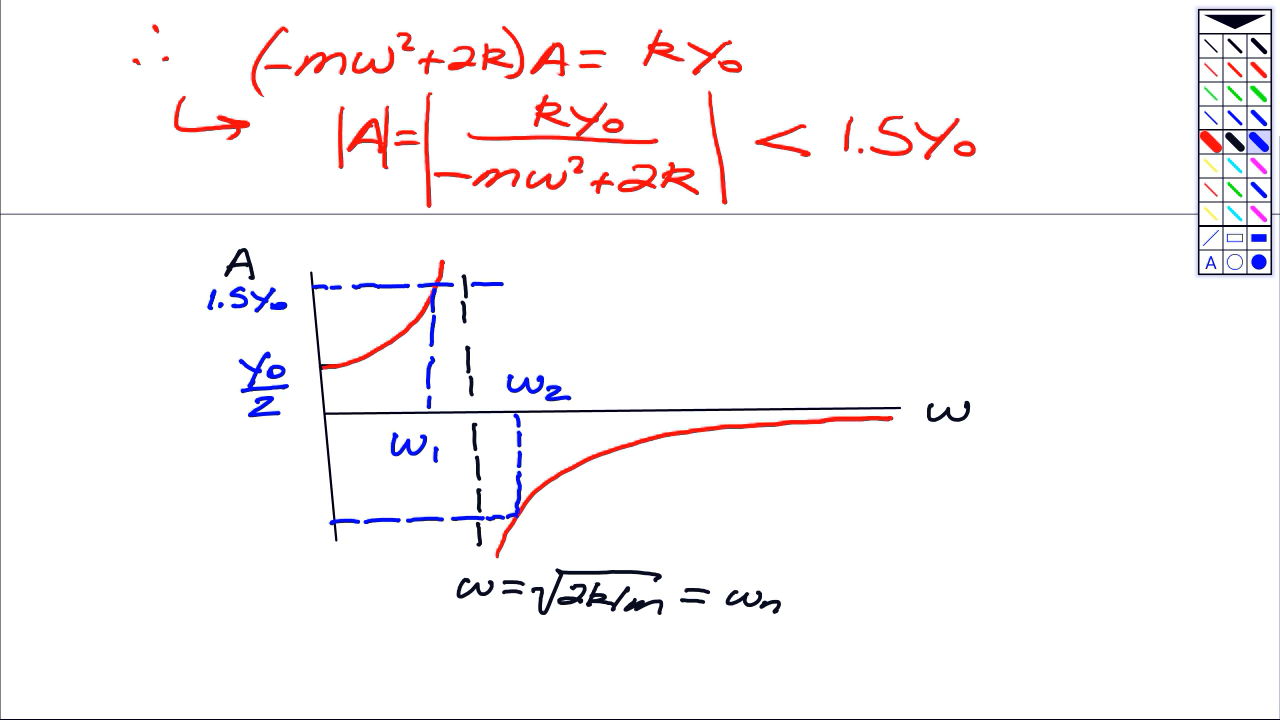 ∴ (-mω²+2k)A = ky₀
↳ |A| = |ky₀ / (-mω²+2k)| < 1.5y₀
A
1.5y₀
y₀/2
ω₂
ω
ω₁
ω = √2k/m = ωn
A